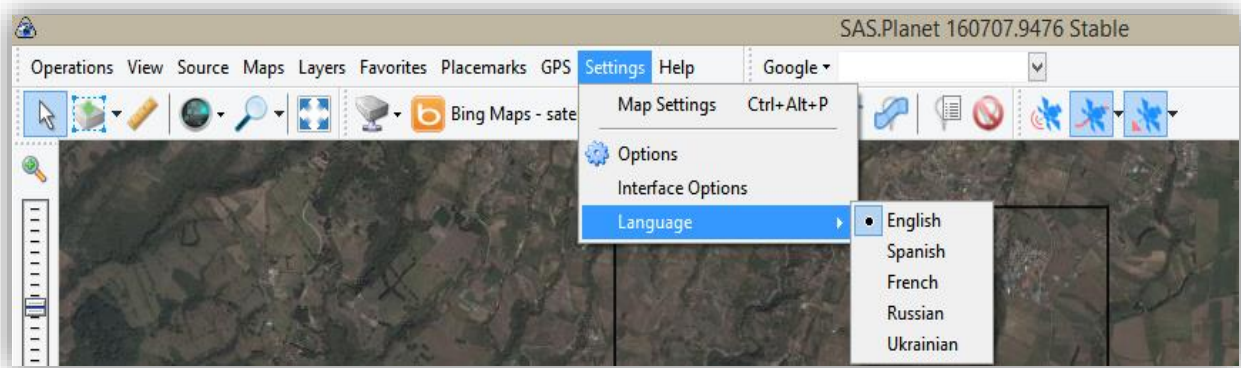 SAS.Planet 160707.9476 Stable
Operations View Source Maps Layers Favorites Placemarks GPS Settings Help Google
Bing Maps - sate
Map Settings Ctrl+Alt+P
Options
Interface Options
Language
English
Spanish
French
Russian
Ukrainian